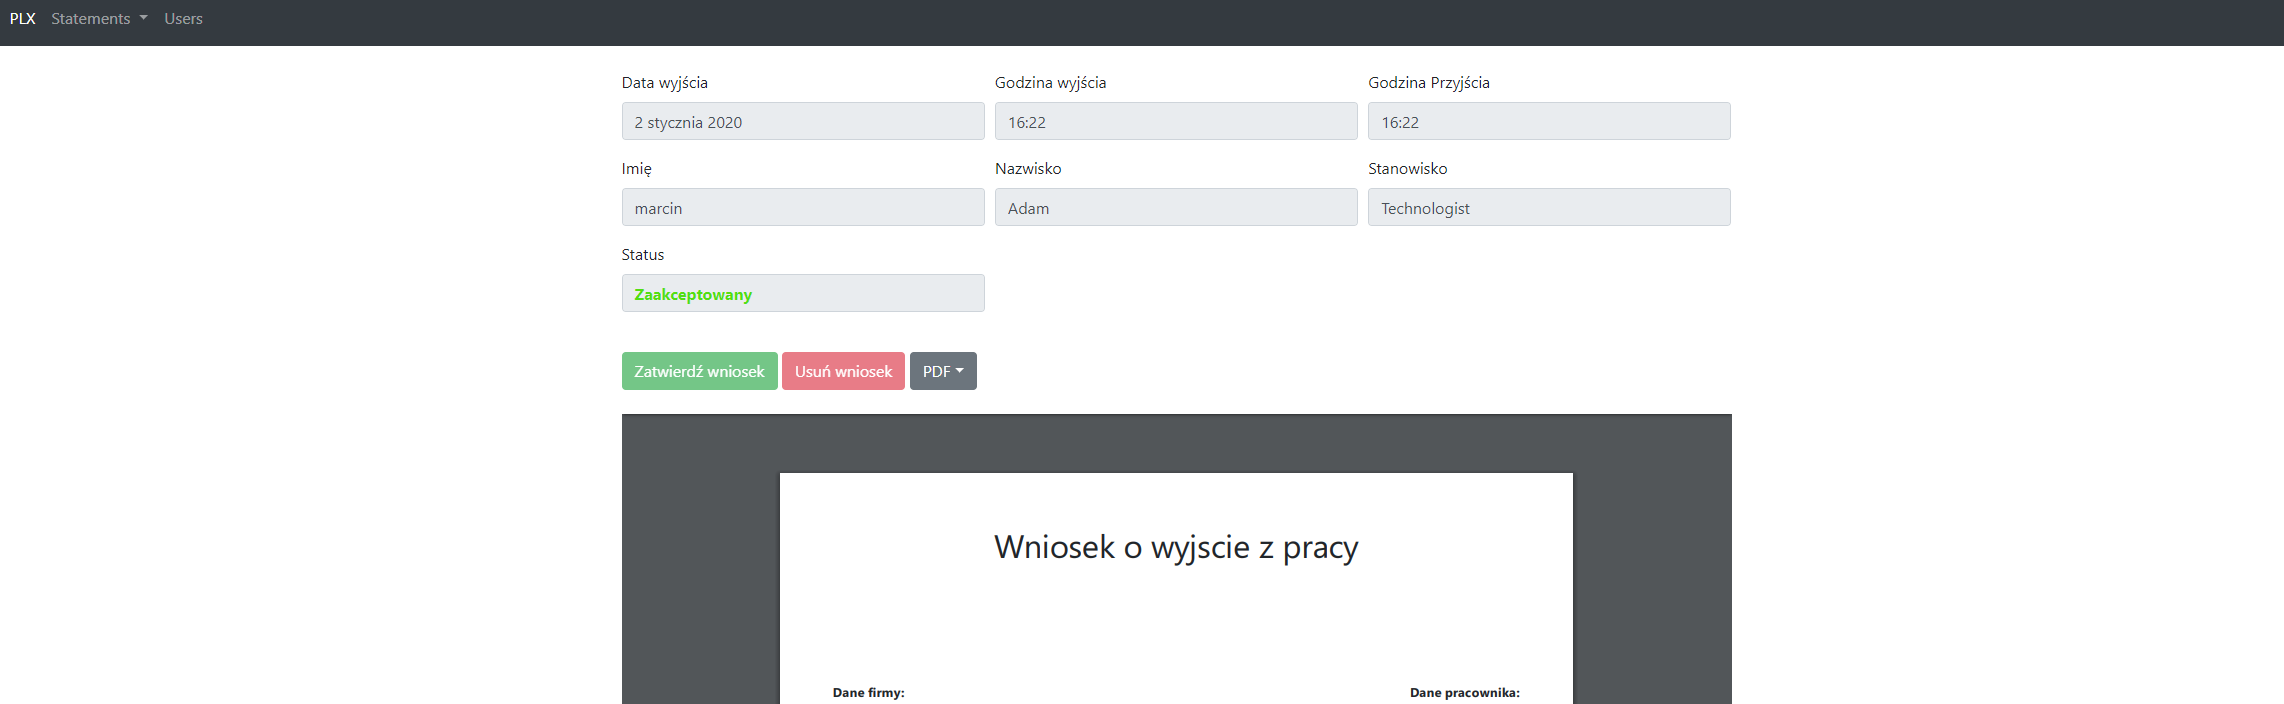 PLX Statements Users
Data wyjścia Godzina wyjścia Godzina Przyjścia
2 stycznia 2020 16:22 16:22
Imię Nazwisko Stanowisko
marcin Adam Technologist
Status
Zaakceptowany
Zatwierdź wniosek Usuń wniosek PDF
Wniosek o wyjscie z pracy
Dane firmy: Dane pracownika: